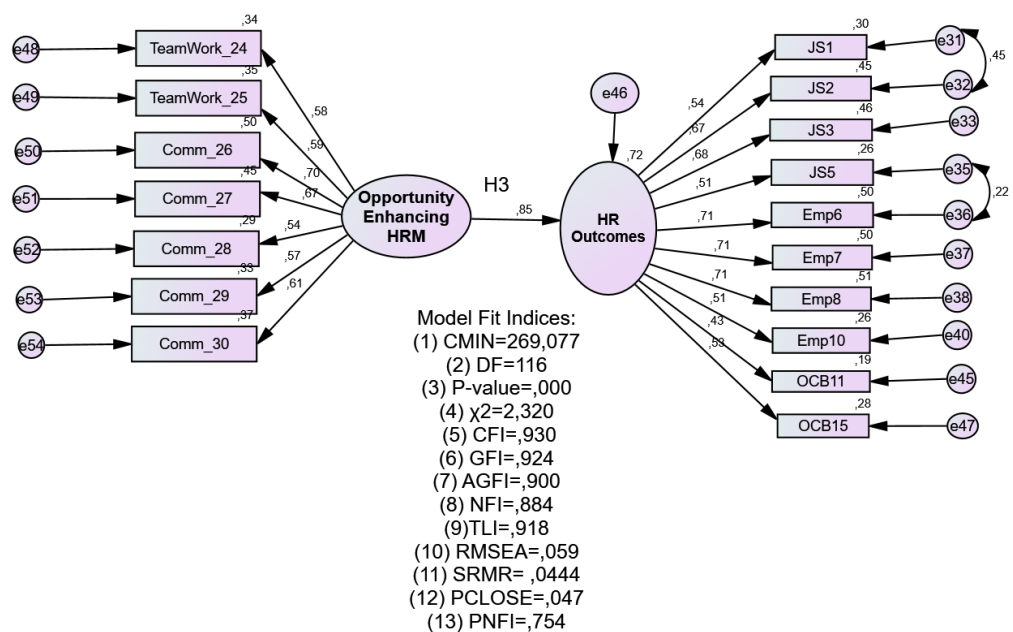 ,34
e48
TeamWork_24
,35
e49
TeamWork_25
,50
e50
Comm_26
,45
e51
Comm_27
,29
e52
Comm_28
,33
e53
Comm_29
,37
e54
Comm_30
,58
,59
,70
,67
,54
,57
,61
Opportunity
Enhancing
HRM
H3
,85
e46
,72
HR
Outcomes
,54
,67
,68
,51
,71
,71
,71
,51
,43
,53
,30
JS1
e31
,45
,45
JS2
e32
,46
JS3
e33
,26
JS5
e35
,22
,50
Emp6
e36
,50
Emp7
e37
,51
Emp8
e38
,26
Emp10
e40
,19
OCB11
e45
,28
OCB15
e47
Model Fit Indices:
(1) CMIN=269,077
(2) DF=116
(3) P-value=,000
(4) χ2=2,320
(5) CFI=,930
(6) GFI=,924
(7) AGFI=,900
(8) NFI=,884
(9)TLI=,918
(10) RMSEA=,059
(11) SRMR= ,0444
(12) PCLOSE=,047
(13) PNFI=,754